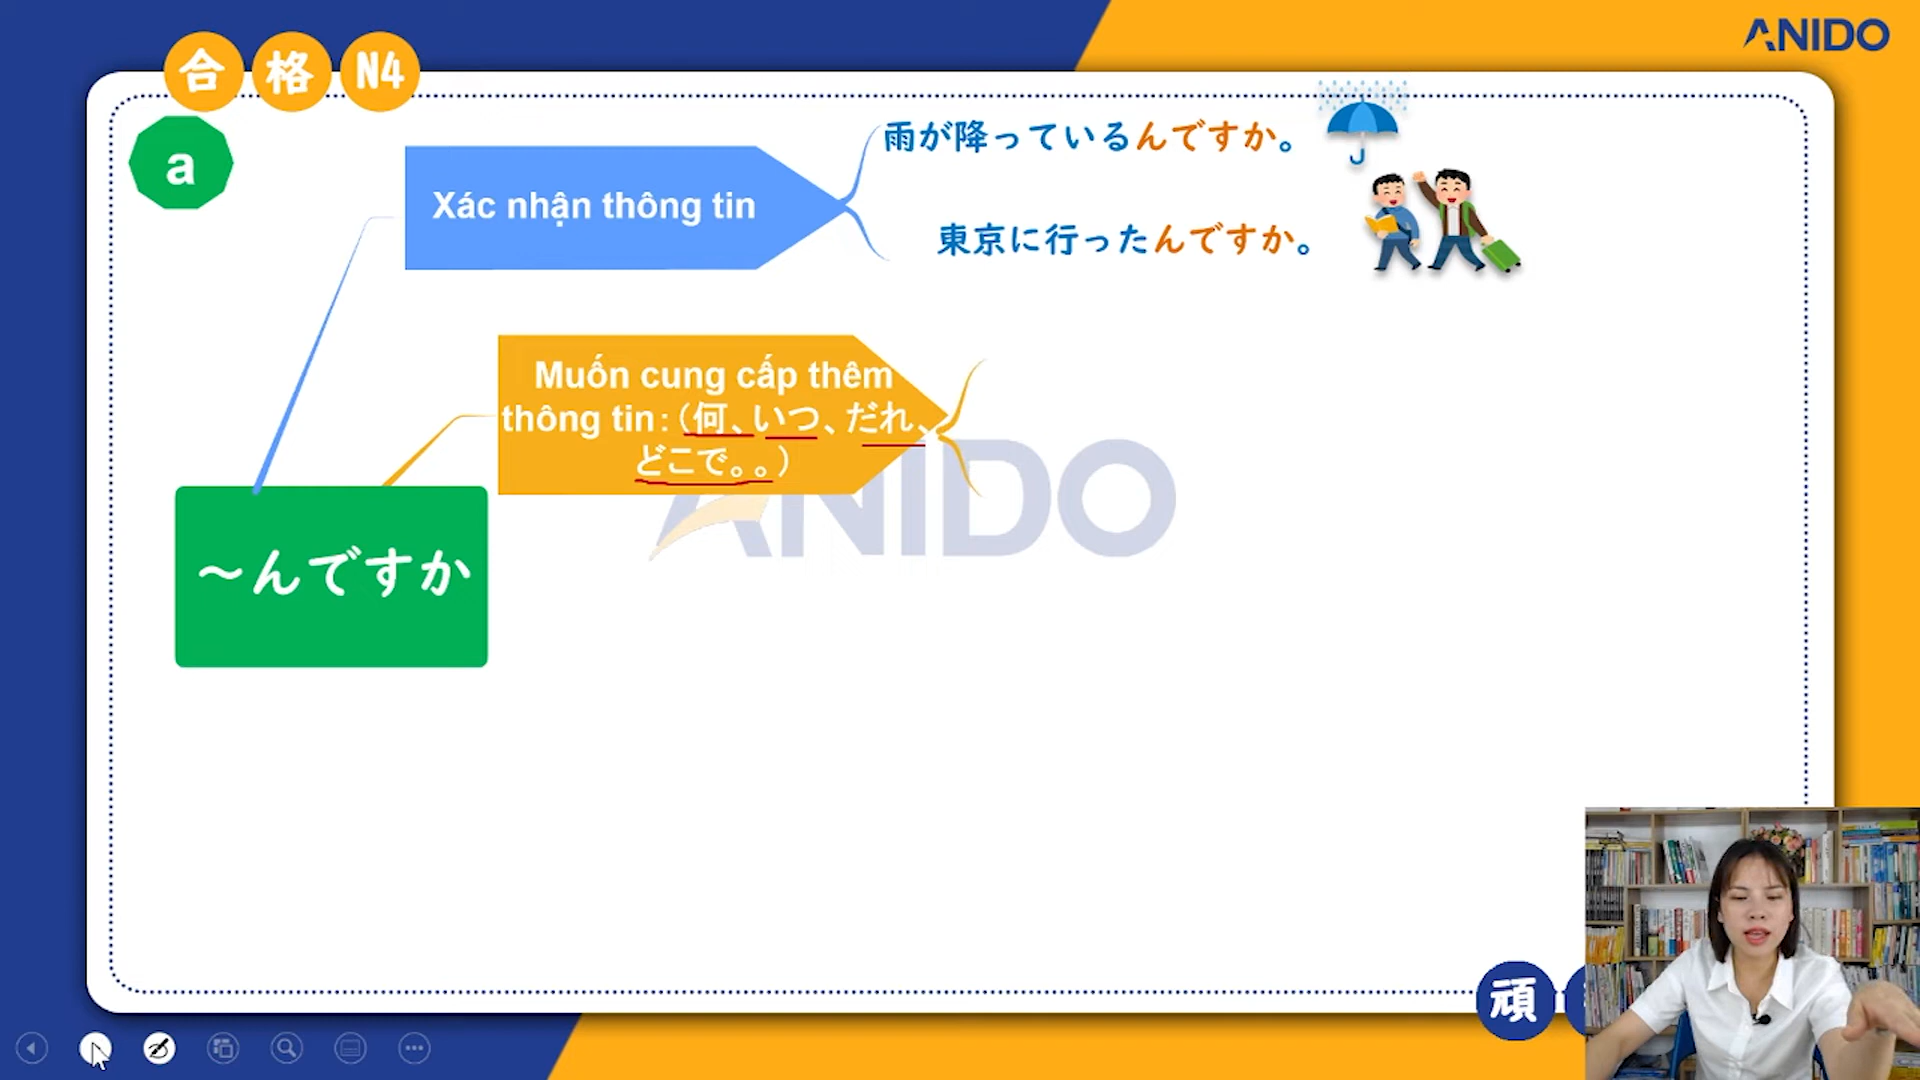 ANIDO
合格N4
a
Xác nhận thông tin
雨が降っているんですか。
東京に行ったんですか。
Muốn cung cấp thêm
thông tin：（何、いつ、だれ、
どこで。。）
ANIDO
～んですか
頑